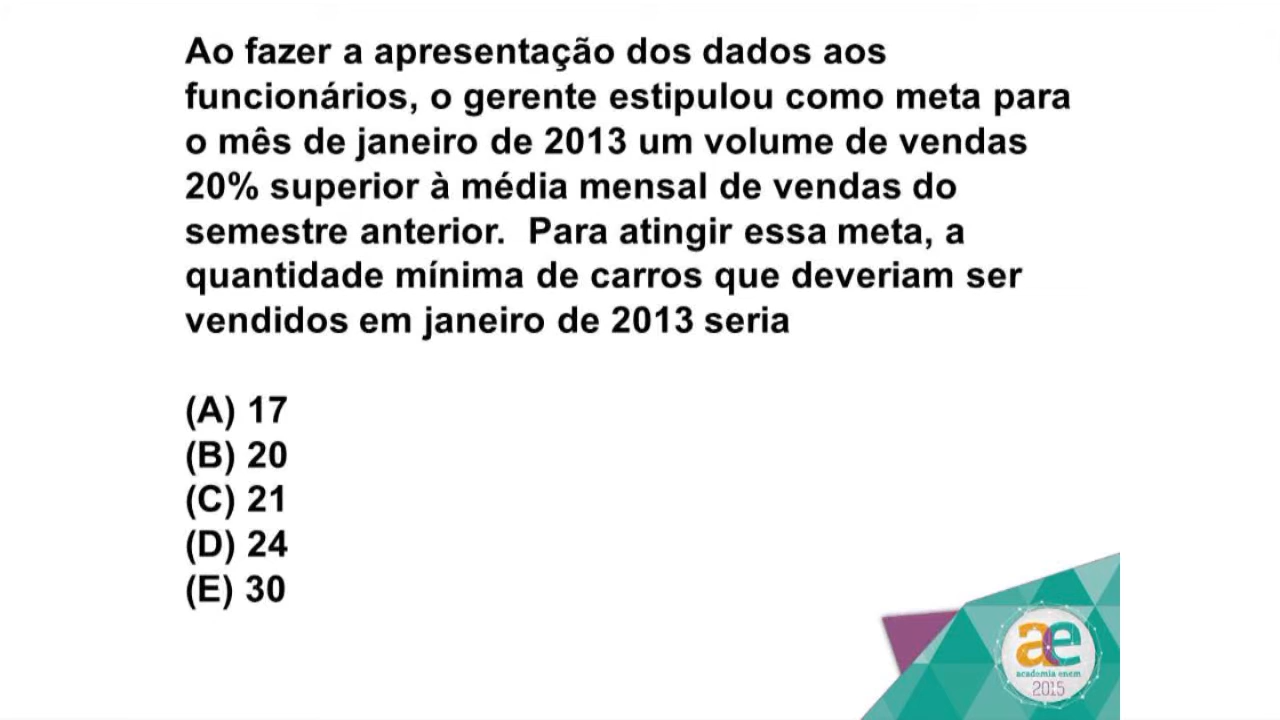 Ao fazer a apresentação dos dados aos
funcionários, o gerente estipulou como meta para
o mês de janeiro de 2013 um volume de vendas
20% superior à média mensal de vendas do
semestre anterior.  Para atingir essa meta, a
quantidade mínima de carros que deveriam ser
vendidos em janeiro de 2013 seria
(A) 17
(B) 20
(C) 21
(D) 24
(E) 30
ae
academia enem
2015